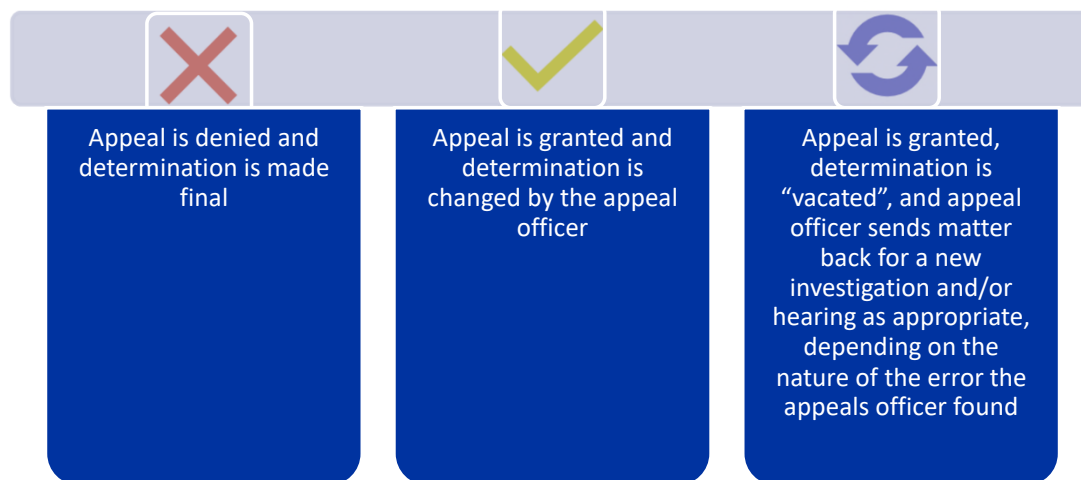 Appeal is denied and
determination is made
final
Appeal is granted and
determination is
changed by the appeal
officer
Appeal is granted,
determination is
“vacated”, and appeal
officer sends matter
back for a new
investigation and/or
hearing as appropriate,
depending on the
nature of the error the
appeals officer found